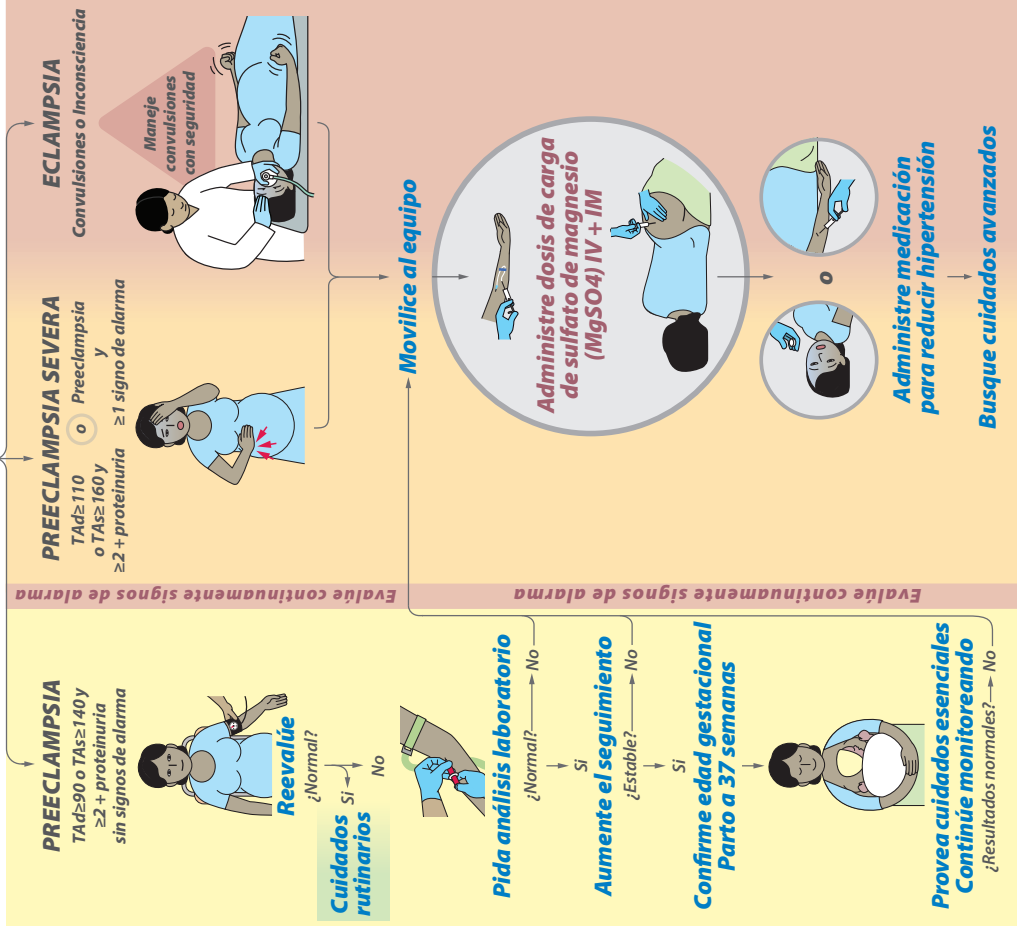 PREECLAMPSIA
TAd≥90 o TAs≥140 y
≥2 + proteinuria
sin signos de alarma
Reevalúe
¿Normal?
Si
No
Cuidados
rutinarios
Pida análisis laboratorio
¿Normal?
No
Si
Aumente el seguimiento
¿Estable?
No
Si
Confirme edad gestacional
Parto a 37 semanas
Provea cuidados esenciales
Continúe monitoreando
¿Resultados normales?
No
Evalúe continuamente signos de alarma
Evalúe continuamente signos de alarma
PREECLAMPSIA SEVERA
TAd≥110
o TAs≥160 y
≥2 + proteinuria
o
Preeclampsia
y
≥1 signo de alarma
ECLAMPSIA
Convulsiones o Inconsciencia
Maneje
convulsiones
con seguridad
Movilice al equipo
Administre dosis de carga
de sulfato de magnesio
(MgSO4) IV + IM
o
Administre medicación
para reducir hipertensión
Busque cuidados avanzados